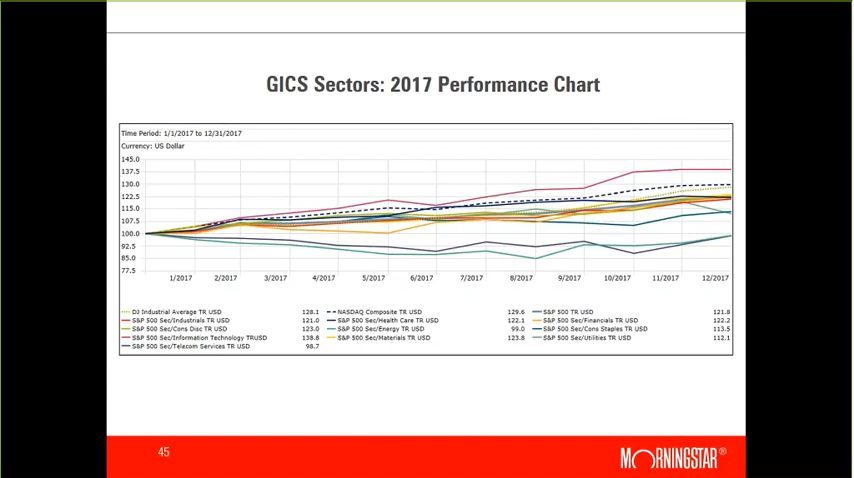 GICS Sectors: 2017 Performance Chart
Time Period: 1/1/2017 to 12/31/2017
Currency: US Dollar
145.0
137.5
130.0
122.5
115.0
107.5
100.0
92.5
85.0
77.5
1/2017 2/2017 3/2017 4/2017 5/2017 6/2017 7/2017 8/2017 9/2017 10/2017 11/2017 12/2017
DJ Industrial Average TR USD 128.1 NASDAQ Composite TR USD 129.6 S&P 500 TR USD 121.8
S&P 500 Sec/Industrials TR USD 121.0 S&P 500 Sec/Health Care TR USD 122.1 S&P 500 Sec/Financials TR USD 122.2
S&P 500 Sec/Cons Disc TR USD 123.0 S&P 500 Sec/Energy TR USD 99.0 S&P 500 Sec/Cons Staples TR USD 113.5
S&P 500 Sec/Information Technology TRUSD 138.8 S&P 500 Sec/Materials TR USD 123.8 S&P 500 Sec/Utilities TR USD 112.1
S&P 500 Sec/Telecom Services TR USD 98.7
45
MORNINGSTAR®